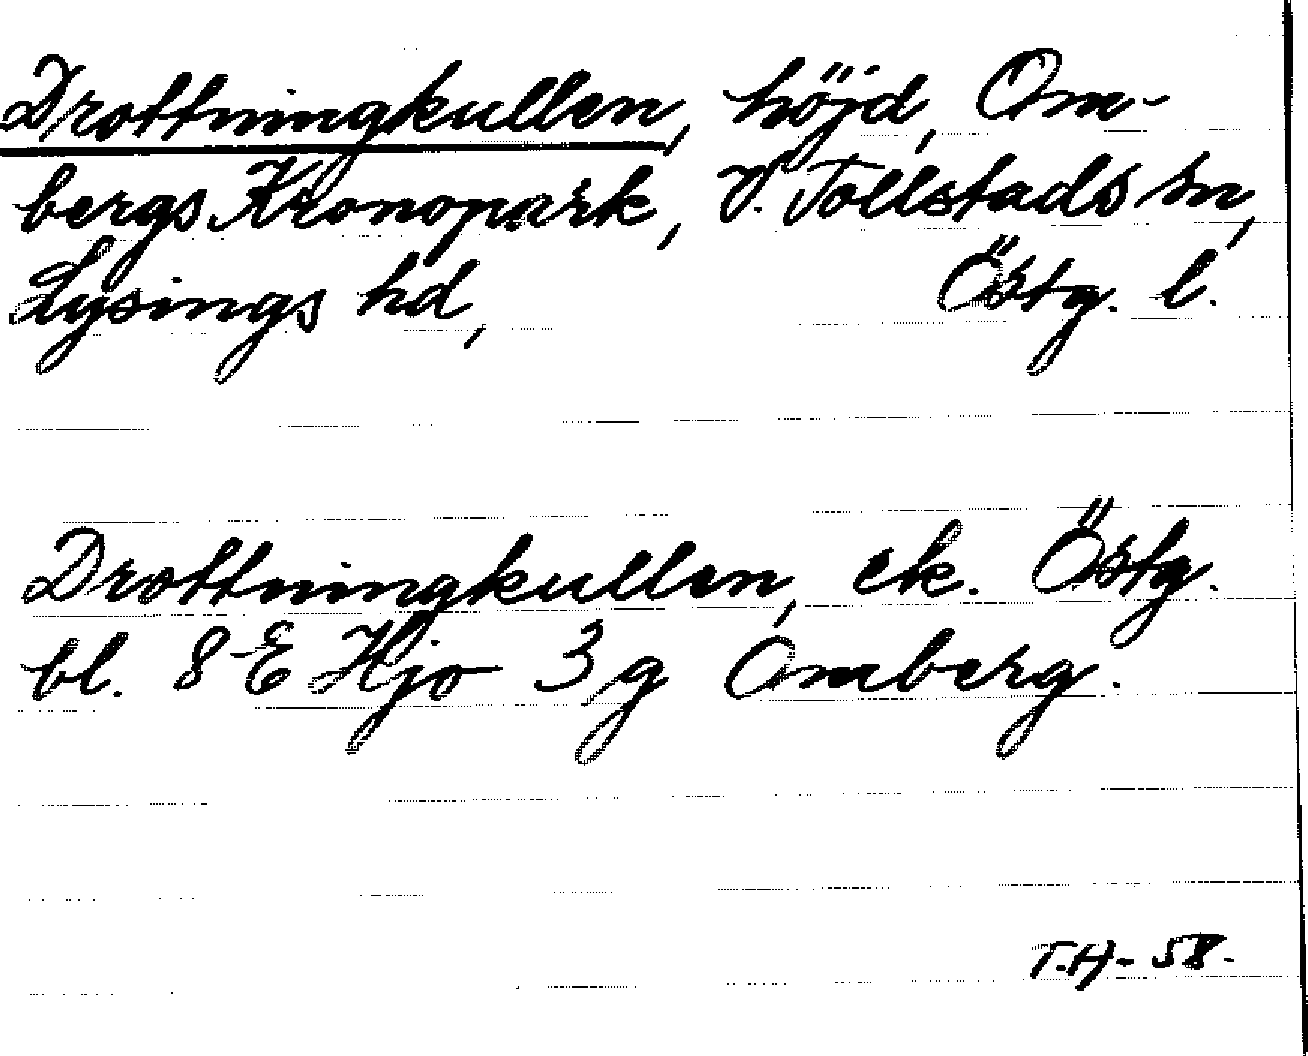 Drottningkullen, höjd, Om-
bergs Kronopark, V. Tollstads sn,
Lysings hd, Östg. l.
Drottningkullen, ek. Östg.
bl. 8 E Hjo 3 g Omberg.
T.H-58-